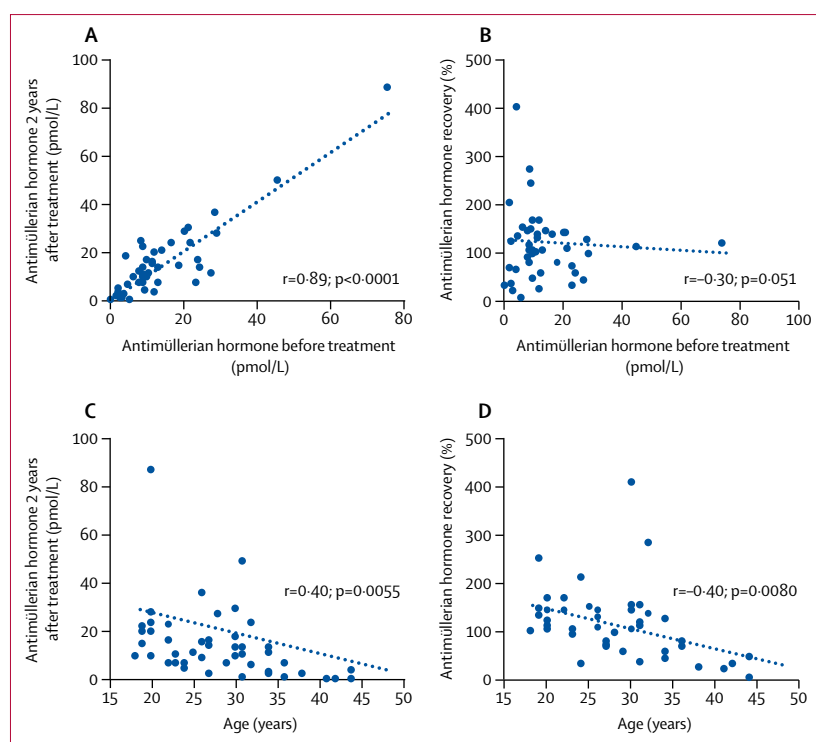 A
Antimüllerian hormone 2 years
after treatment (pmol/L)
100
80
60
40
20
0
0
20
40
60
80
r=0·89; p<0·0001
Antimüllerian hormone before treatment
(pmol/L)
B
Antimüllerian hormone recovery (%)
500
400
300
200
100
0
0
20
40
60
80
100
r=–0·30; p=0·051
Antimüllerian hormone before treatment
(pmol/L)
C
Antimüllerian hormone 2 years
after treatment (pmol/L)
100
80
60
40
20
0
15
20
25
30
35
40
45
50
r=0·40; p=0·0055
Age (years)
D
Antimüllerian hormone recovery (%)
500
400
300
200
100
0
15
20
25
30
35
40
45
50
r=–0·40; p=0·0080
Age (years)